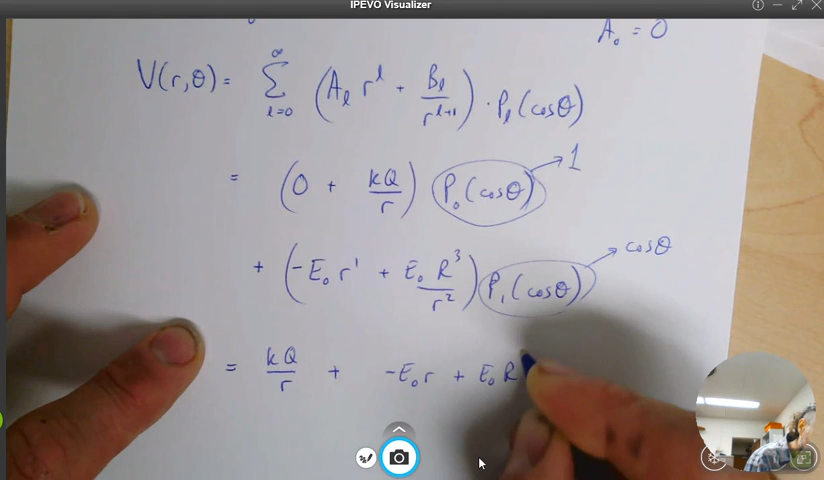 IPEVO Visualizer
A₀ = 0
V(r,θ) = ∞ Σ l=0 (A_l r^l + B_l / r^(l+1)) · P_l (cosθ)
= (0 + kQ / r) P₀ (cosθ) → 1
+ (-E₀ r¹ + E₀ R³ / r²) P₁ (cosθ) → cosθ
= kQ / r + -E₀ r + E₀ R